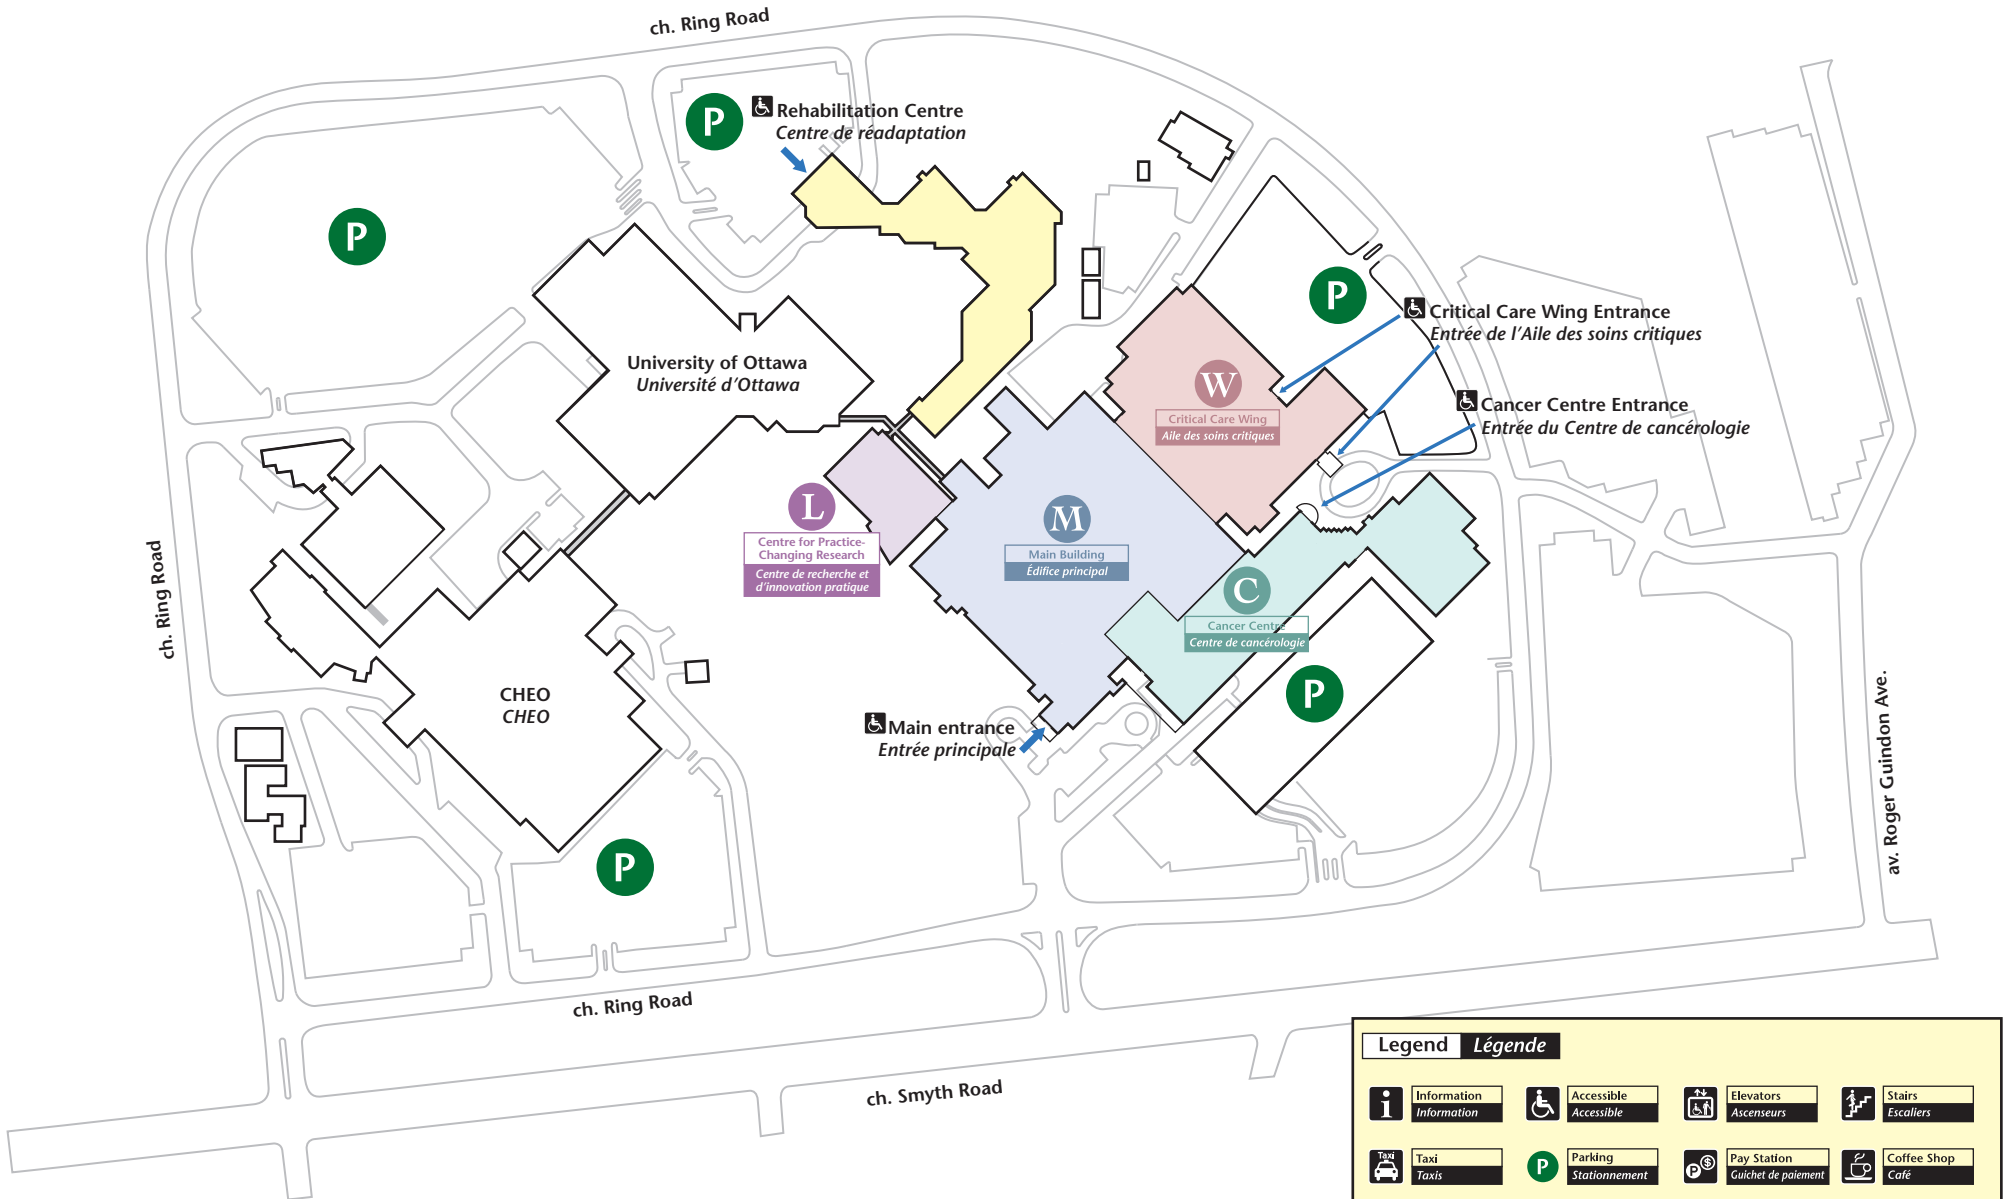 ch. Ring Road
P
Rehabilitation Centre
Centre de réadaptation
P
P
Critical Care Wing Entrance
Entrée de l'Aile des soins critiques
University of Ottawa
Université d'Ottawa
W
Critical Care Wing
Aile des soins critiques
Cancer Centre Entrance
Entrée du Centre de cancérologie
L
Centre for Practice-
Changing Research
Centre de recherche et
d'innovation pratique
M
Main Building
Édifice principal
C
Cancer Centre
Centre de cancérologie
ch. Ring Road
CHEO
CHEO
P
Main entrance
Entrée principale
av. Roger Guindon Ave.
P
ch. Ring Road
ch. Smyth Road
Legend Légende
i Information
Information
Accessible
Accessible
Elevators
Ascenseurs
Stairs
Escaliers
Taxi
Taxi
Taxis
P
Parking
Stationnement
P $
Pay Station
Guichet de paiement
Coffee Shop
Café